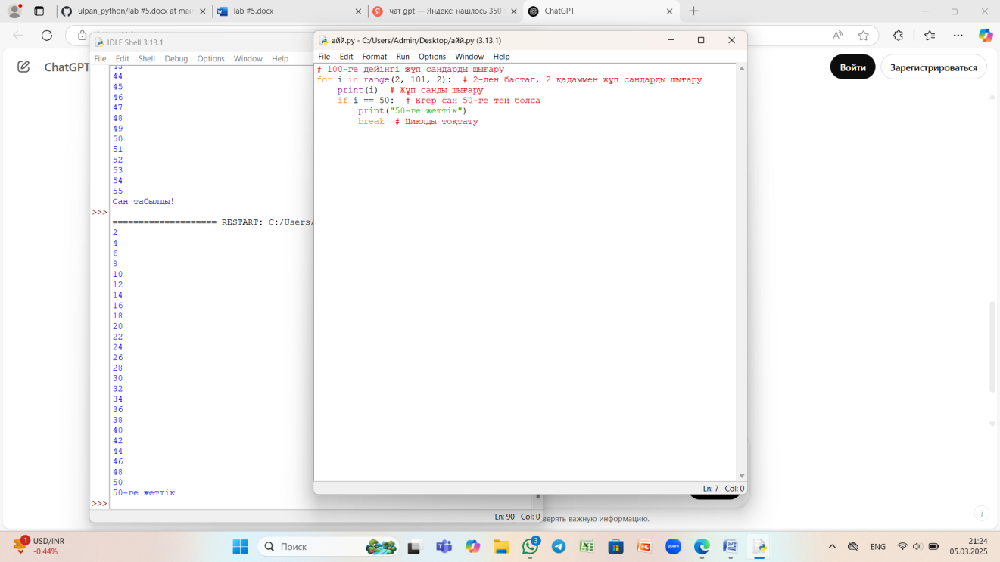 ulpan_python/lab #5.docx at mai
lab #5.docx
чат gpt — Яндекс: нашлось 350
ChatGPT
ChatGPT
Войти
Зарегистрироваться
IDLE Shell 3.13.1
File Edit Shell Debug Options Window Help
43
44
45
46
47
48
49
50
51
52
53
54
55
Сан табылды!
>>>
==================== RESTART: C:/Users/
2
4
6
8
10
12
14
16
18
20
22
24
26
28
30
32
34
36
38
40
42
44
46
48
50
50-ге жеттік
>>>
Ln: 90 Col: 0
айй.py - C:/Users/Admin/Desktop/айй.py (3.13.1)
File Edit Format Run Options Window Help
# 100-ге дейінгі жұп сандарды шығару
for i in range(2, 101, 2):  # 2-ден бастап, 2 қадаммен жұп сандарды шығару
    print(i)  # Жұп санды шығару
    if i == 50:  # Егер сан 50-ге тең болса
        print("50-ге жеттік")
        break  # Циклды тоқтату
Ln: 7 Col: 0
верять важную информацию.
?
1
USD/INR
-0.44%
Поиск
3
zoom
ENG
21:24
05.03.2025